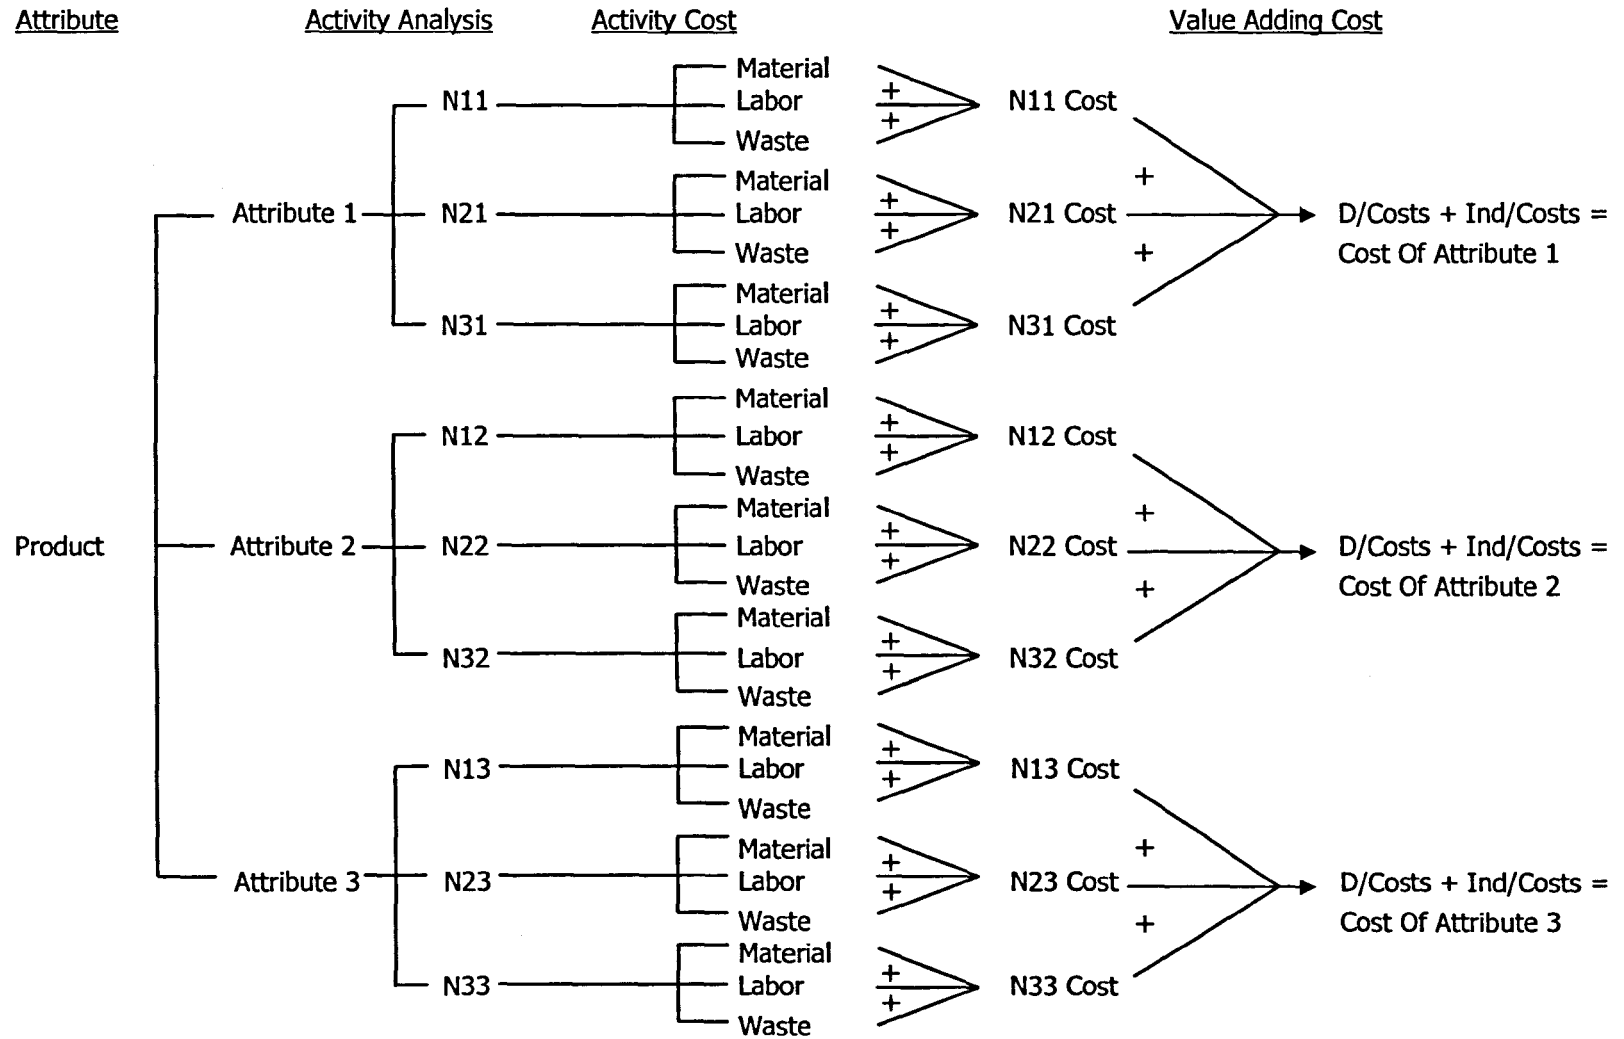 Attribute Activity Analysis Activity Cost Value Adding Cost
Material
N11 Labor + + N11 Cost
Waste
Material +
Attribute 1 N21 Labor + + N21 Cost D/Costs + Ind/Costs =
Waste + Cost Of Attribute 1
Material
N31 Labor + + N31 Cost
Waste
Material
N12 Labor + + N12 Cost
Waste
Material +
Product Attribute 2 N22 Labor + + N22 Cost D/Costs + Ind/Costs =
Waste + Cost Of Attribute 2
Material
N32 Labor + + N32 Cost
Waste
Material
N13 Labor + + N13 Cost
Waste
Material +
Attribute 3 N23 Labor + + N23 Cost D/Costs + Ind/Costs =
Waste + Cost Of Attribute 3
Material
N33 Labor + + N33 Cost
Waste